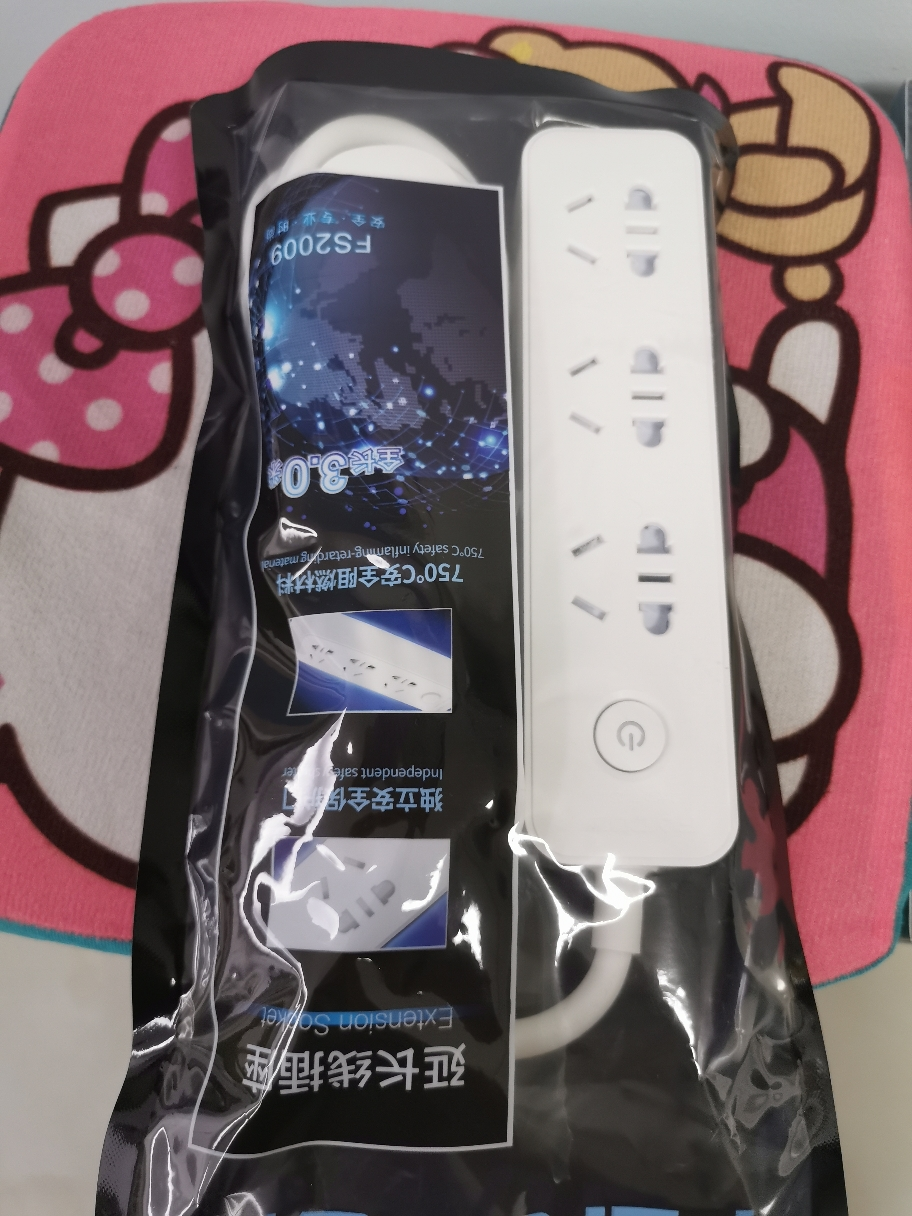 延长线插座
Extension Socket
独立安全保护门
Independent safety
750℃安全阻燃材料
750℃ safety inflaming-retarding material
全长3.0米
FS2009
安全·专业·时尚